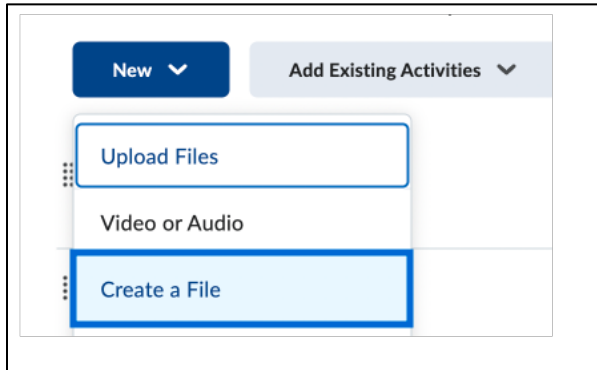 New
Add Existing Activities
Upload Files
Video or Audio
Create a File